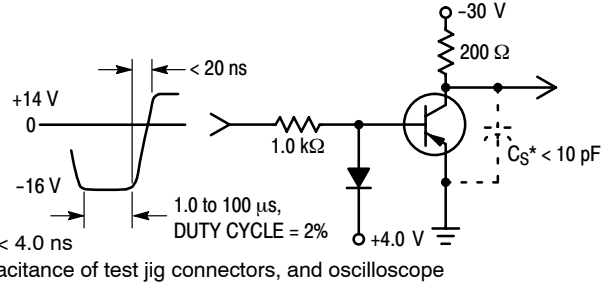 −30 V
< 20 ns
200 Ω
+14 V
0
1.0 kΩ
CS* < 10 pF
−16 V
1.0 to 100 μs,
DUTY CYCLE = 2%
+4.0 V
< 4.0 ns
acitance of test jig connectors, and oscilloscope